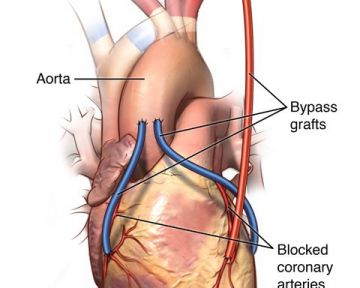 Aorta
Bypass
grafts
Blocked
coronary
arteries